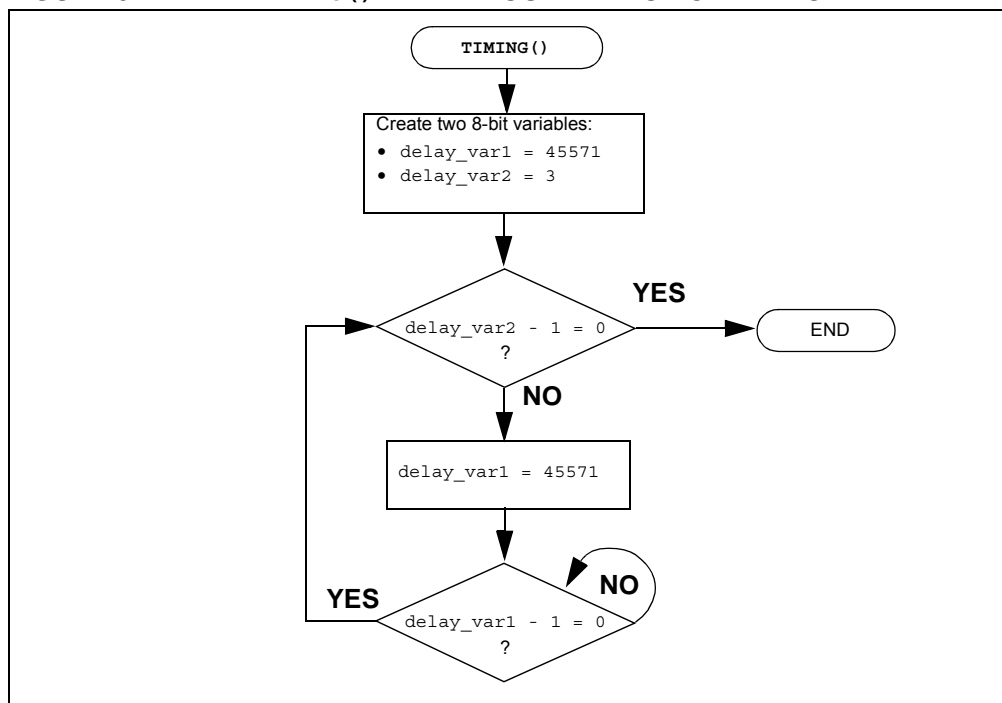 TIMING()
Create two 8-bit variables:
• delay_var1 = 45571
• delay_var2 = 3
delay_var2 - 1 = 0
?
YES
END
NO
delay_var1 = 45571
delay_var1 - 1 = 0
?
NO
YES